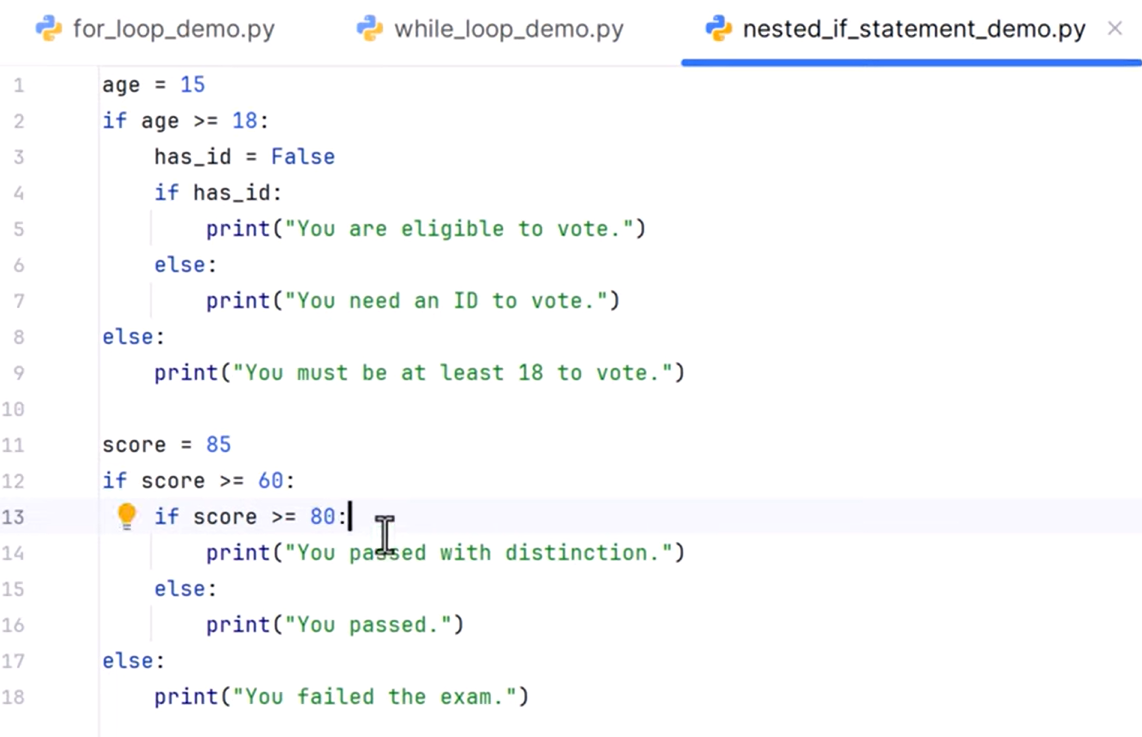 for_loop_demo.py while_loop_demo.py nested_if_statement_demo.py
1 age = 15
2 if age >= 18:
3     has_id = False
4     if has_id:
5         print("You are eligible to vote.")
6     else:
7         print("You need an ID to vote.")
8 else:
9     print("You must be at least 18 to vote.")
10
11 score = 85
12 if score >= 60:
13     if score >= 80:
14         print("You passed with distinction.")
15     else:
16         print("You passed.")
17 else:
18     print("You failed the exam.")